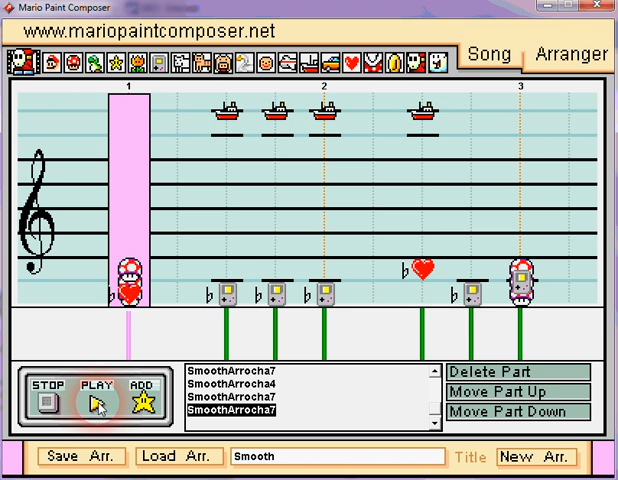 Mario Paint Composer
www.mariopaintcomposer.net
Song
Arranger
1
2
3
STOP
PLAY
ADD
SmoothArrocha7
SmoothArrocha4
SmoothArrocha7
SmoothArrocha7
Delete Part
Move Part Up
Move Part Down
Save Arr.
Load Arr.
Smooth
Title
New Arr.